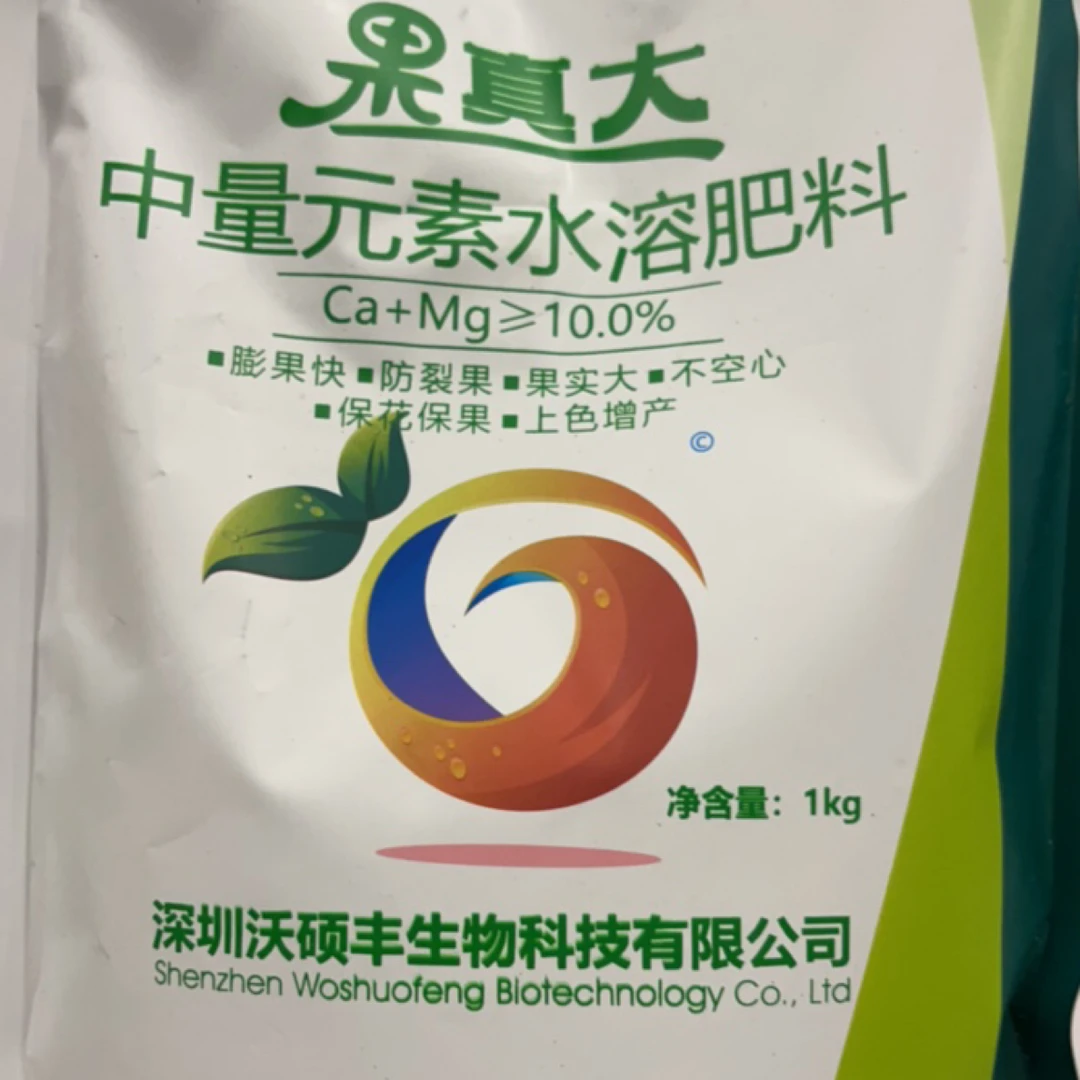 果真大
中量元素水溶肥料
Ca+Mg≥10.0%
■膨果快■防裂果■果实大■不空心
■保花保果■上色增产
©
净含量：1kg
深圳沃硕丰生物科技有限公司
Shenzhen Woshuofeng Biotechnology Co., Ltd